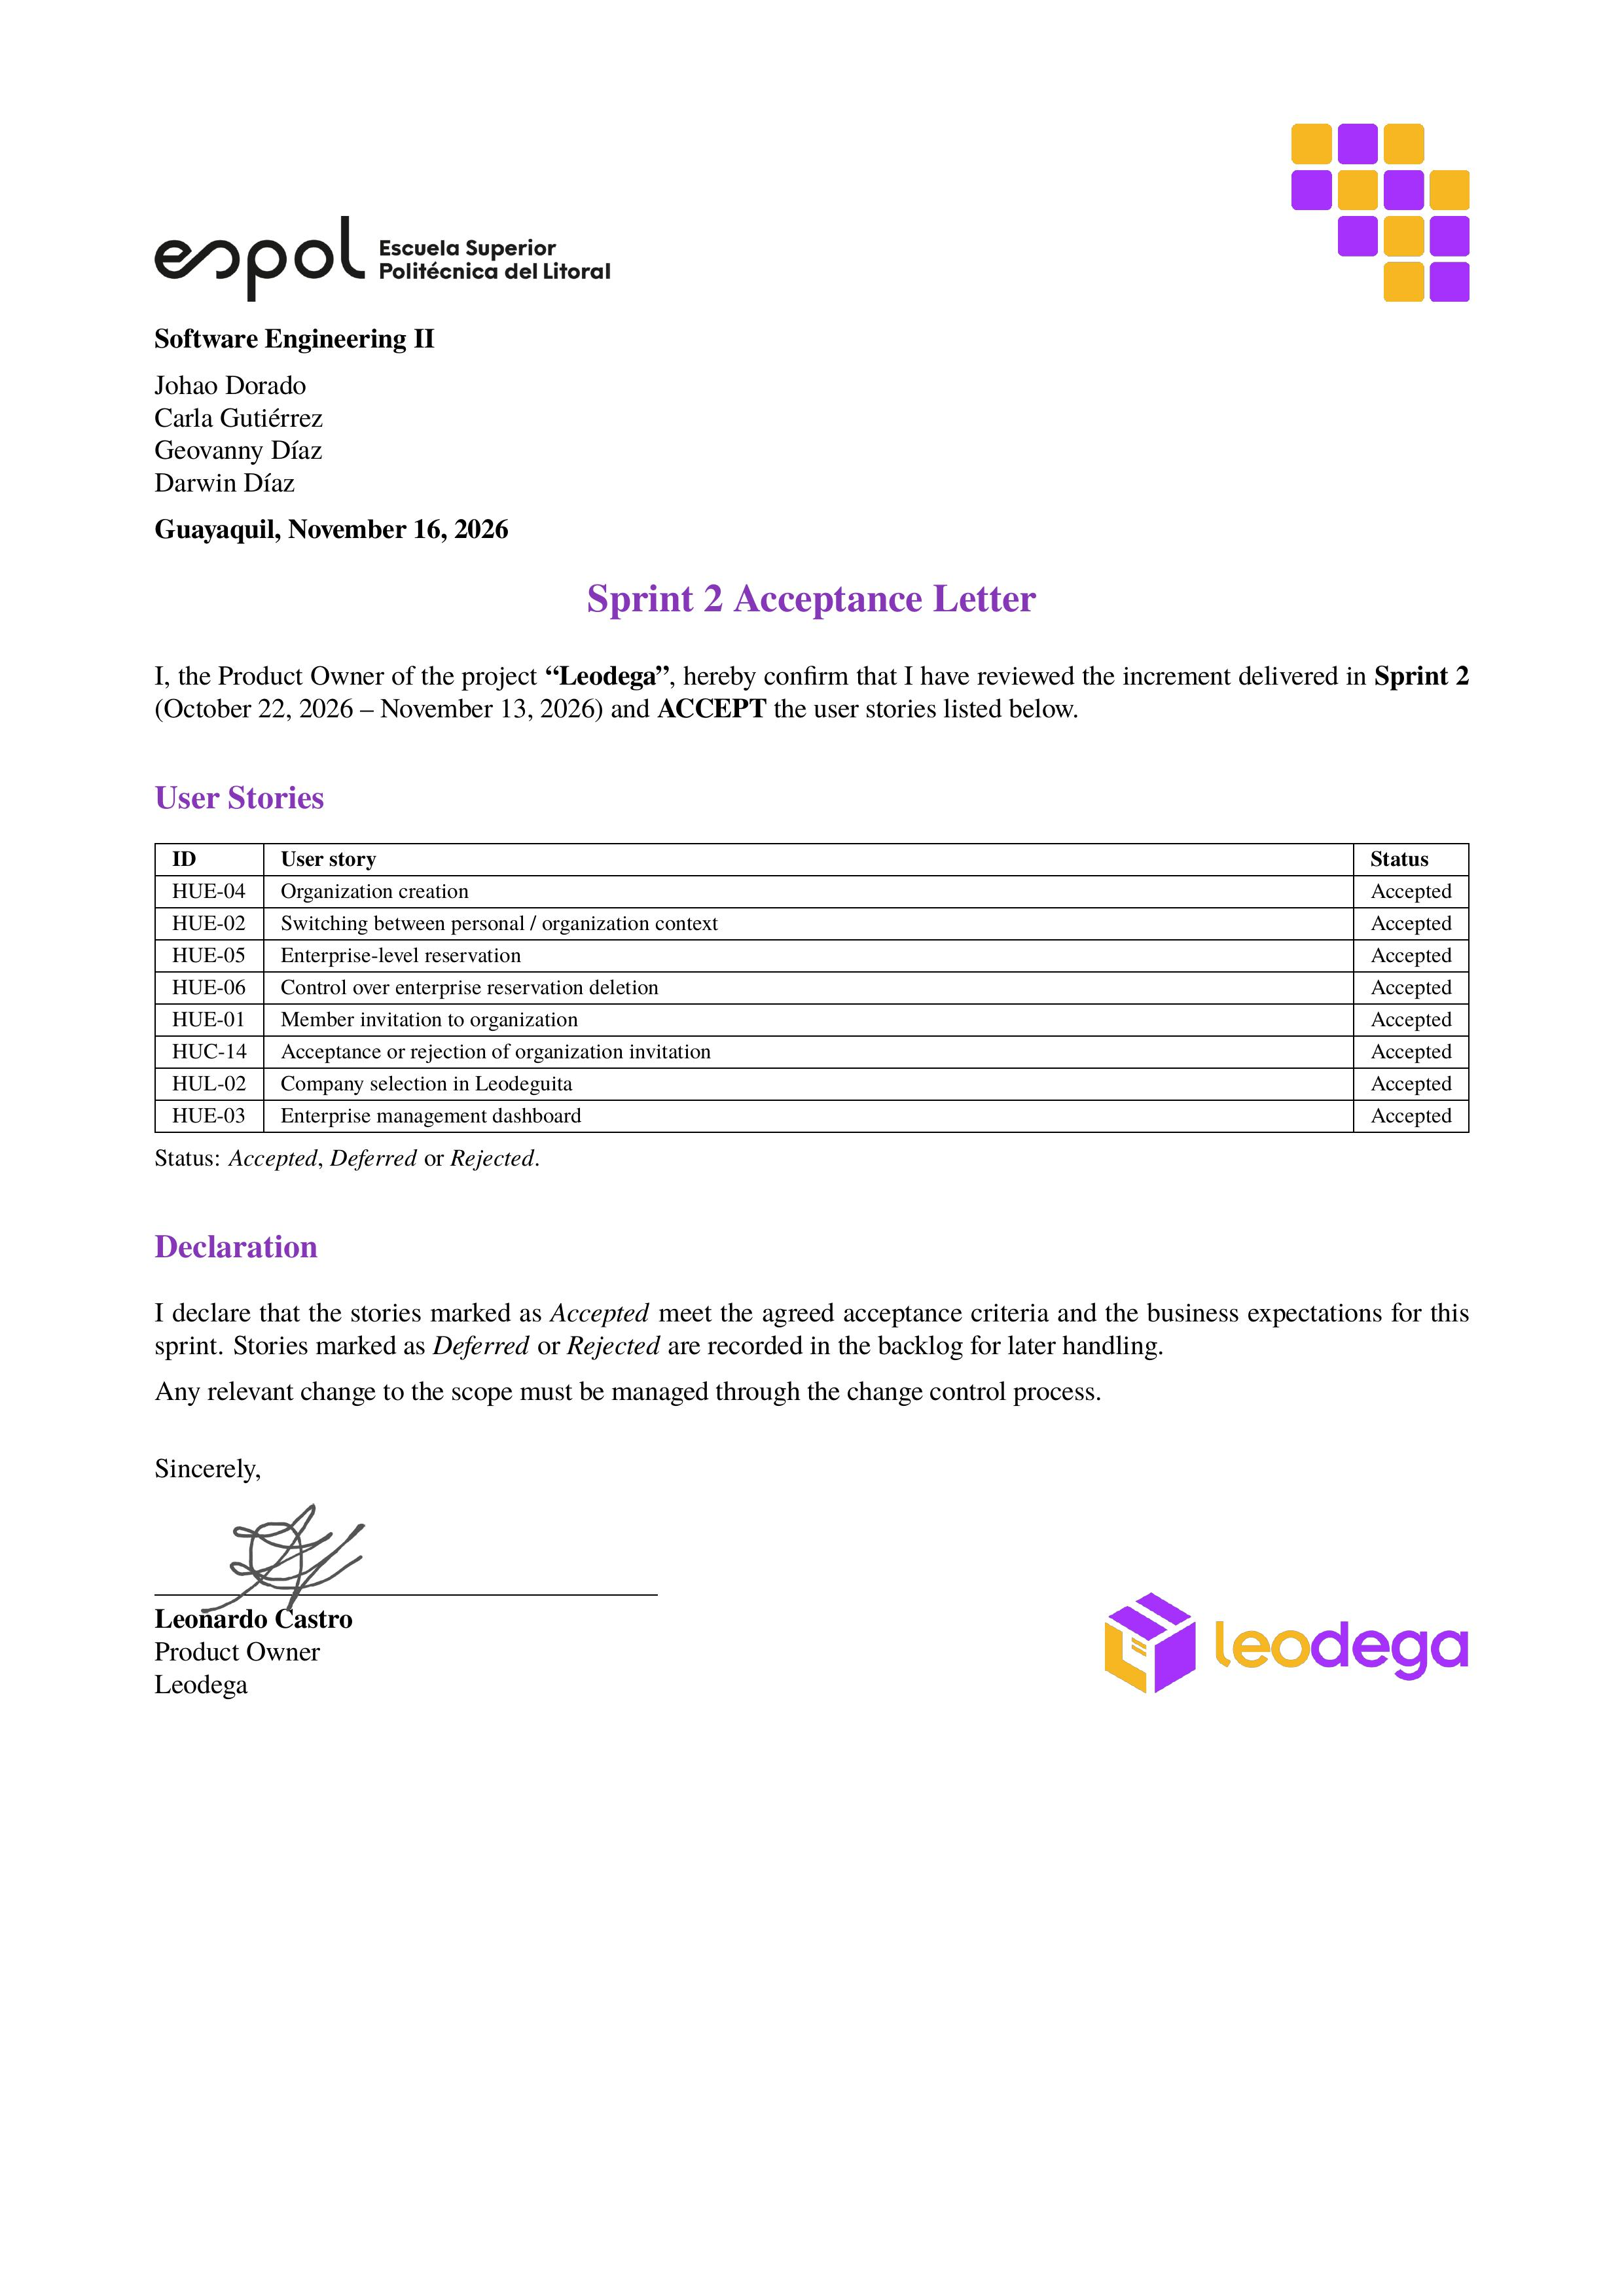 espol Escuela Superior
Politécnica del Litoral
Software Engineering II
Johao Dorado
Carla Gutiérrez
Geovanny Díaz
Darwin Díaz
Guayaquil, November 16, 2026
Sprint 2 Acceptance Letter
I, the Product Owner of the project “Leodega”, hereby confirm that I have reviewed the increment delivered in Sprint 2
(October 22, 2026 – November 13, 2026) and ACCEPT the user stories listed below.
User Stories
ID User story Status
HUE-04 Organization creation Accepted
HUE-02 Switching between personal / organization context Accepted
HUE-05 Enterprise-level reservation Accepted
HUE-06 Control over enterprise reservation deletion Accepted
HUE-01 Member invitation to organization Accepted
HUC-14 Acceptance or rejection of organization invitation Accepted
HUL-02 Company selection in Leodeguita Accepted
HUE-03 Enterprise management dashboard Accepted
Status: Accepted, Deferred or Rejected.
Declaration
I declare that the stories marked as Accepted meet the agreed acceptance criteria and the business expectations for this
sprint. Stories marked as Deferred or Rejected are recorded in the backlog for later handling.
Any relevant change to the scope must be managed through the change control process.
Sincerely,
Leonardo Castro
Product Owner
Leodega
leodega